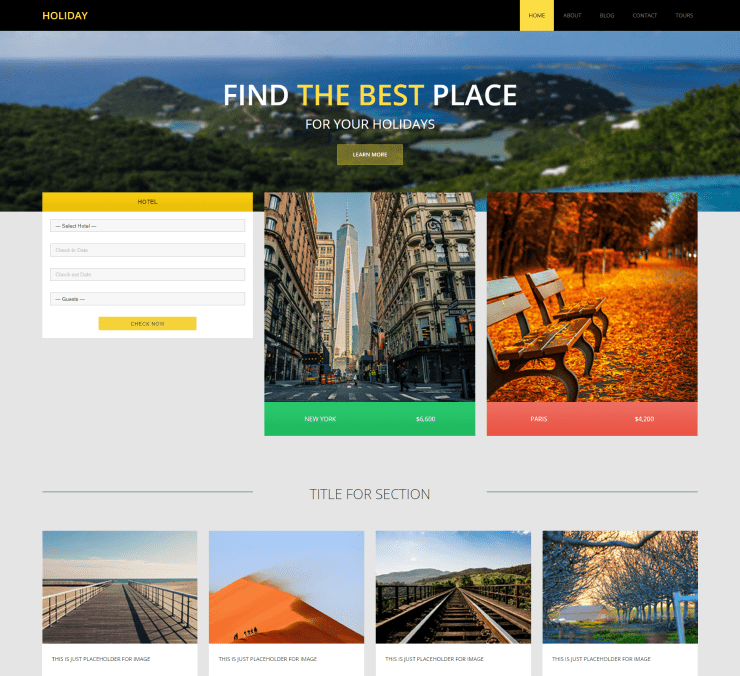 HOLIDAY
HOME ABOUT BLOG CONTACT TOURS
FIND THE BEST PLACE
FOR YOUR HOLIDAYS
LEARN MORE
HOTEL
— Select Hotel —
Check-in Date
Check-out Date
— Guests —
CHECK NOW
NEW YORK $6,600
PARIS $4,200
TITLE FOR SECTION
THIS IS JUST PLACEHOLDER FOR IMAGE
THIS IS JUST PLACEHOLDER FOR IMAGE
THIS IS JUST PLACEHOLDER FOR IMAGE
THIS IS JUST PLACEHOLDER FOR IMAGE